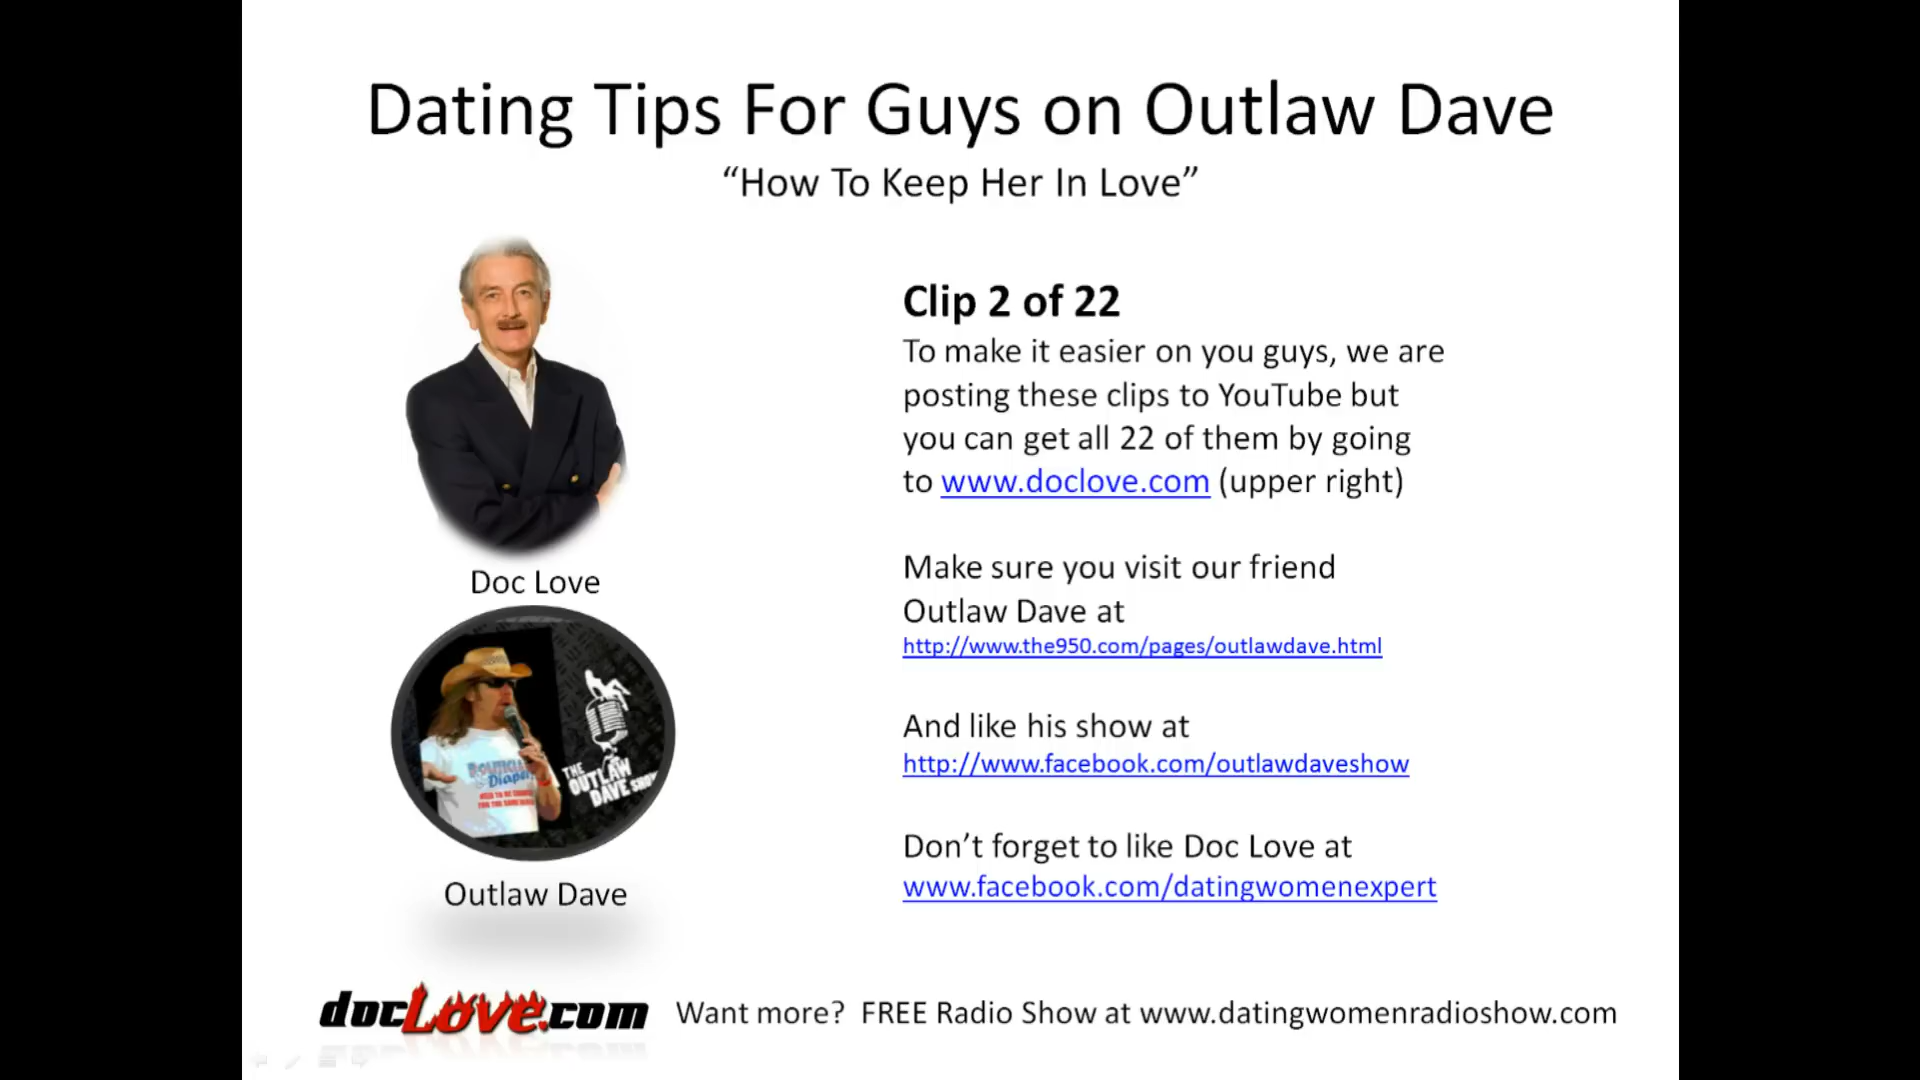 Dating Tips For Guys on Outlaw Dave
“How To Keep Her In Love”
Clip 2 of 22
To make it easier on you guys, we are
posting these clips to YouTube but
you can get all 22 of them by going
to www.doclove.com (upper right)
Doc Love
Make sure you visit our friend
Outlaw Dave at
http://www.the950.com/pages/outlawdave.html
And like his show at
http://www.facebook.com/outlawdaveshow
THE
OUTLAW
DAVE SHOW
Diaper
Don’t forget to like Doc Love at
www.facebook.com/datingwomenexpert
Outlaw Dave
docLove.com
Want more?  FREE Radio Show at www.datingwomenradioshow.com